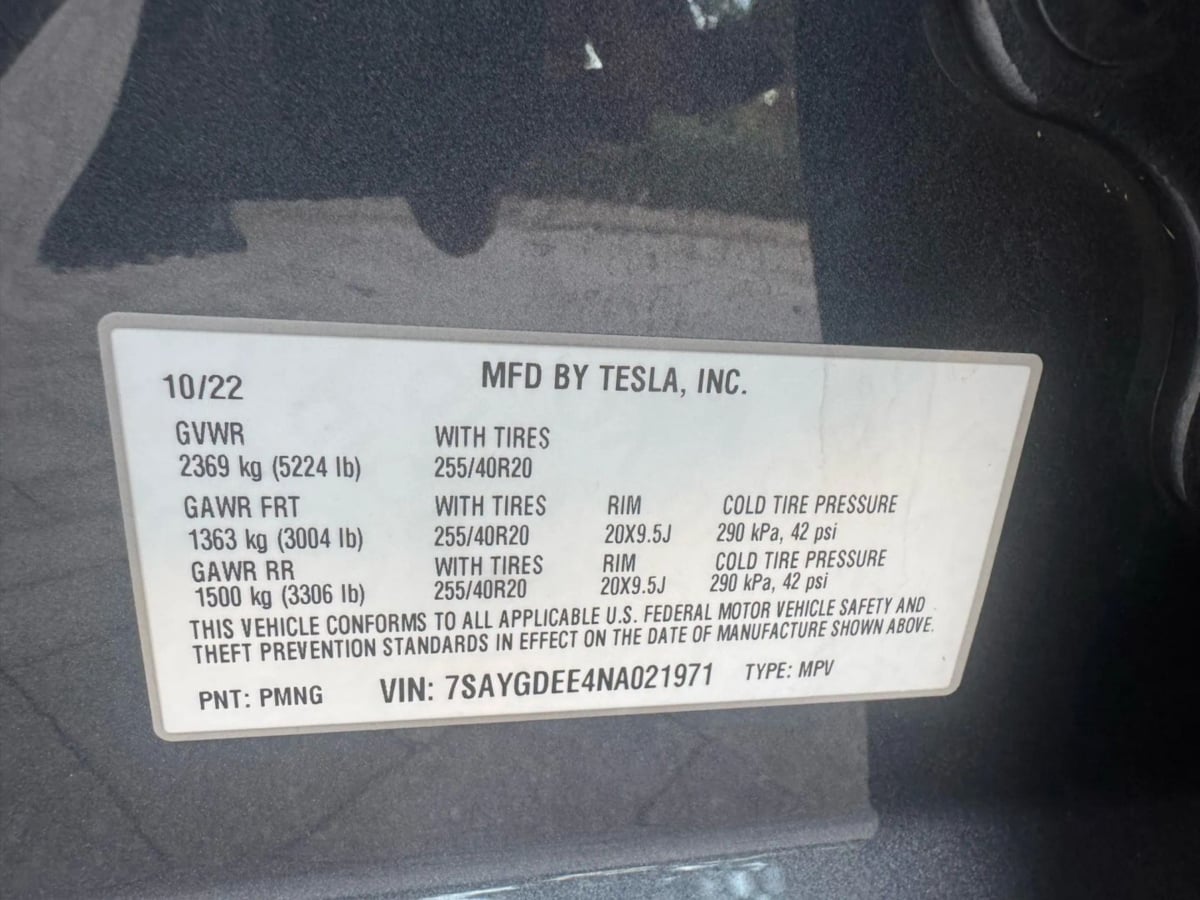 10/22 MFD BY TESLA, INC.
GVWR WITH TIRES
2369 kg (5224 lb) 255/40R20
GAWR FRT WITH TIRES RIM COLD TIRE PRESSURE
1363 kg (3004 lb) 255/40R20 20X9.5J 290 kPa, 42 psi
GAWR RR WITH TIRES RIM COLD TIRE PRESSURE
1500 kg (3306 lb) 255/40R20 20X9.5J 290 kPa, 42 psi
THIS VEHICLE CONFORMS TO ALL APPLICABLE U.S. FEDERAL MOTOR VEHICLE SAFETY AND
THEFT PREVENTION STANDARDS IN EFFECT ON THE DATE OF MANUFACTURE SHOWN ABOVE.
PNT: PMNG VIN: 7SAYGDEE4NA021971 TYPE: MPV